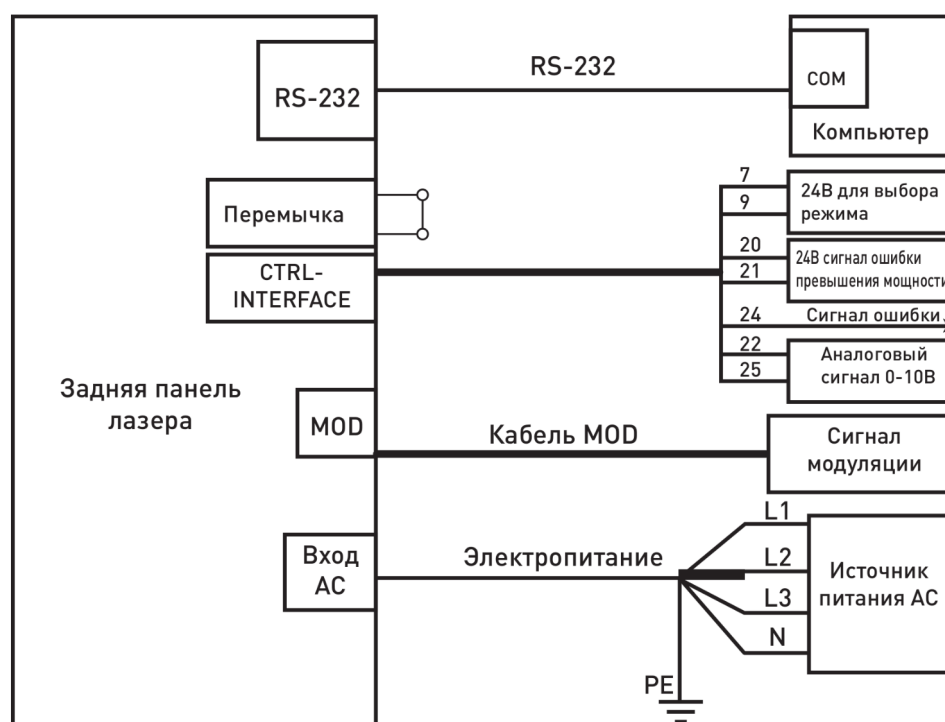 RS-232
RS-232
COM
Компьютер
Перемычка
7
9
24В для выбора
режима
CTRL-
INTERFACE
20
21
24В сигнал ошибки
превышения мощности
24
Сигнал ошибки
22
25
Аналоговый
сигнал 0-10В
Задняя панель
лазера
MOD
Кабель MOD
Сигнал
модуляции
Вход
AC
Электропитание
L1
L2
L3
N
Источник
питания AC
PE